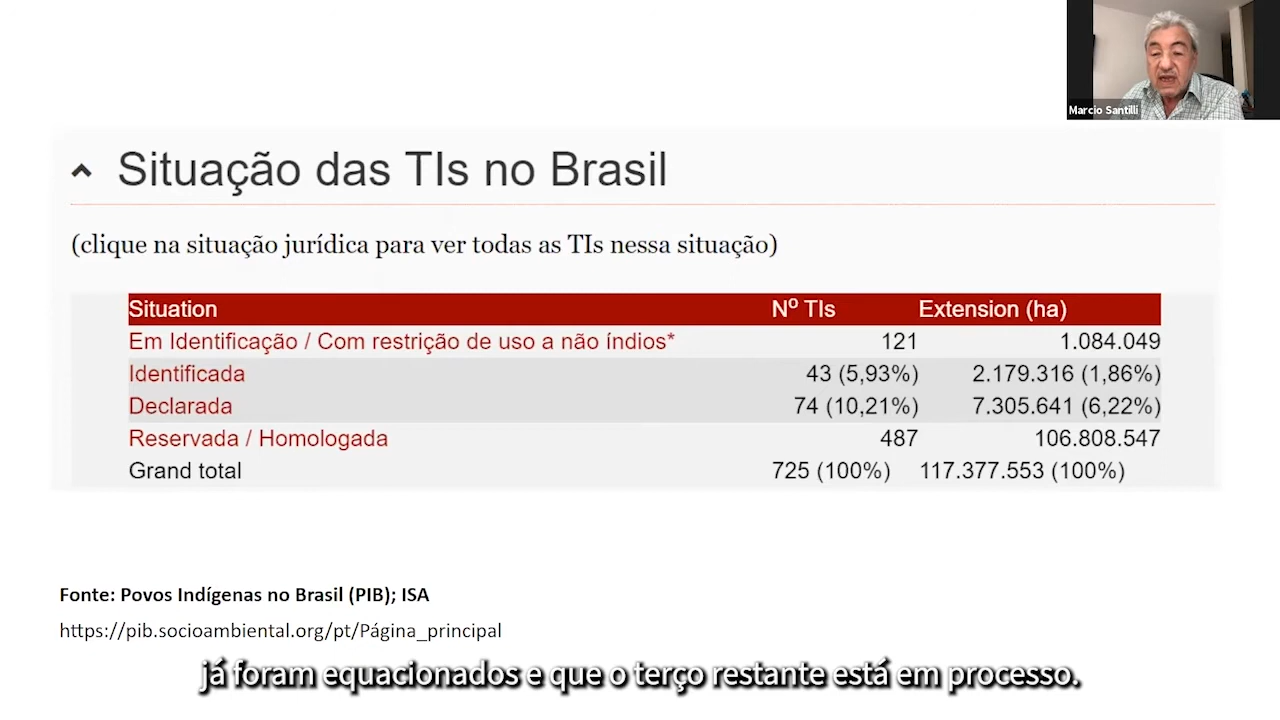 Marcio Santilli
Situação das TIs no Brasil
(clique na situação jurídica para ver todas as TIs nessa situação)
Situation Nº TIs Extension (ha)
Em Identificação / Com restrição de uso a não índios* 121 1.084.049
Identificada 43 (5,93%) 2.179.316 (1,86%)
Declarada 74 (10,21%) 7.305.641 (6,22%)
Reservada / Homologada 487 106.808.547
Grand total 725 (100%) 117.377.553 (100%)
Fonte: Povos Indígenas no Brasil (PIB); ISA
https://pib.socioambiental.org/pt/Página_principal
já foram equacionados e que o terço restante está em processo.